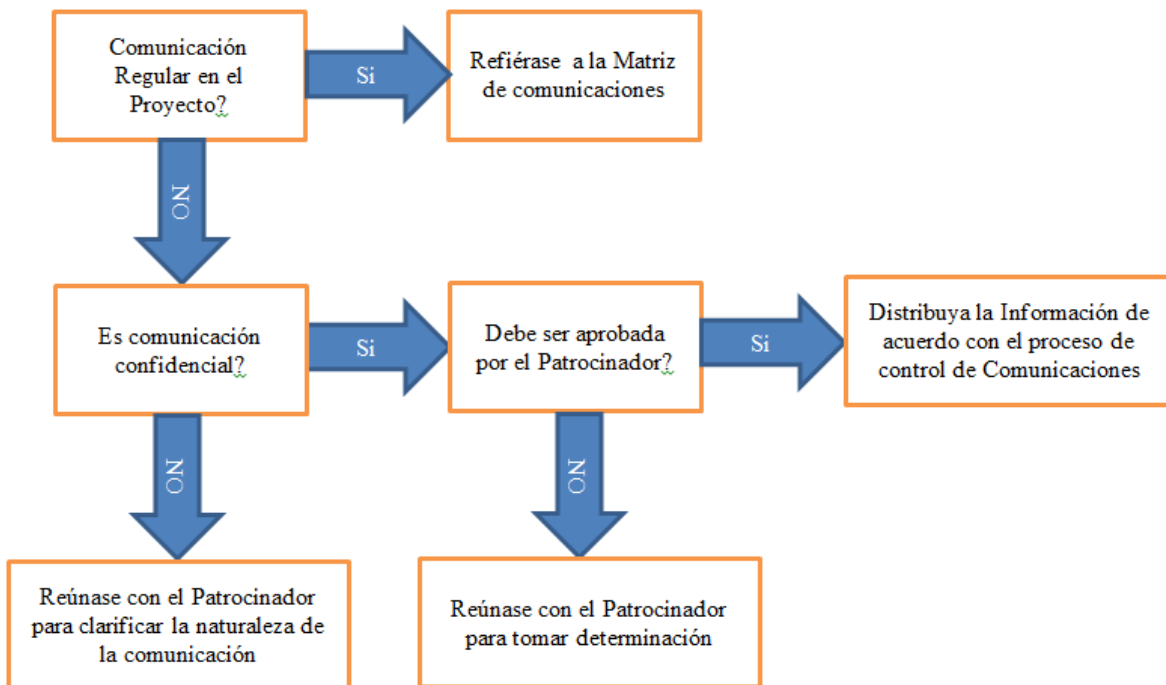 Comunicación
Regular en el
Proyecto?
Si
Refiérase a la Matriz
de comunicaciones
NO
Es comunicación
confidencial?
Si
Debe ser aprobada
por el Patrocinador?
Si
Distribuya la Información de
acuerdo con el proceso de
control de Comunicaciones
NO
NO
Reúnase con el Patrocinador
para clarificar la naturaleza de
la comunicación
Reúnase con el Patrocinador
para tomar determinación